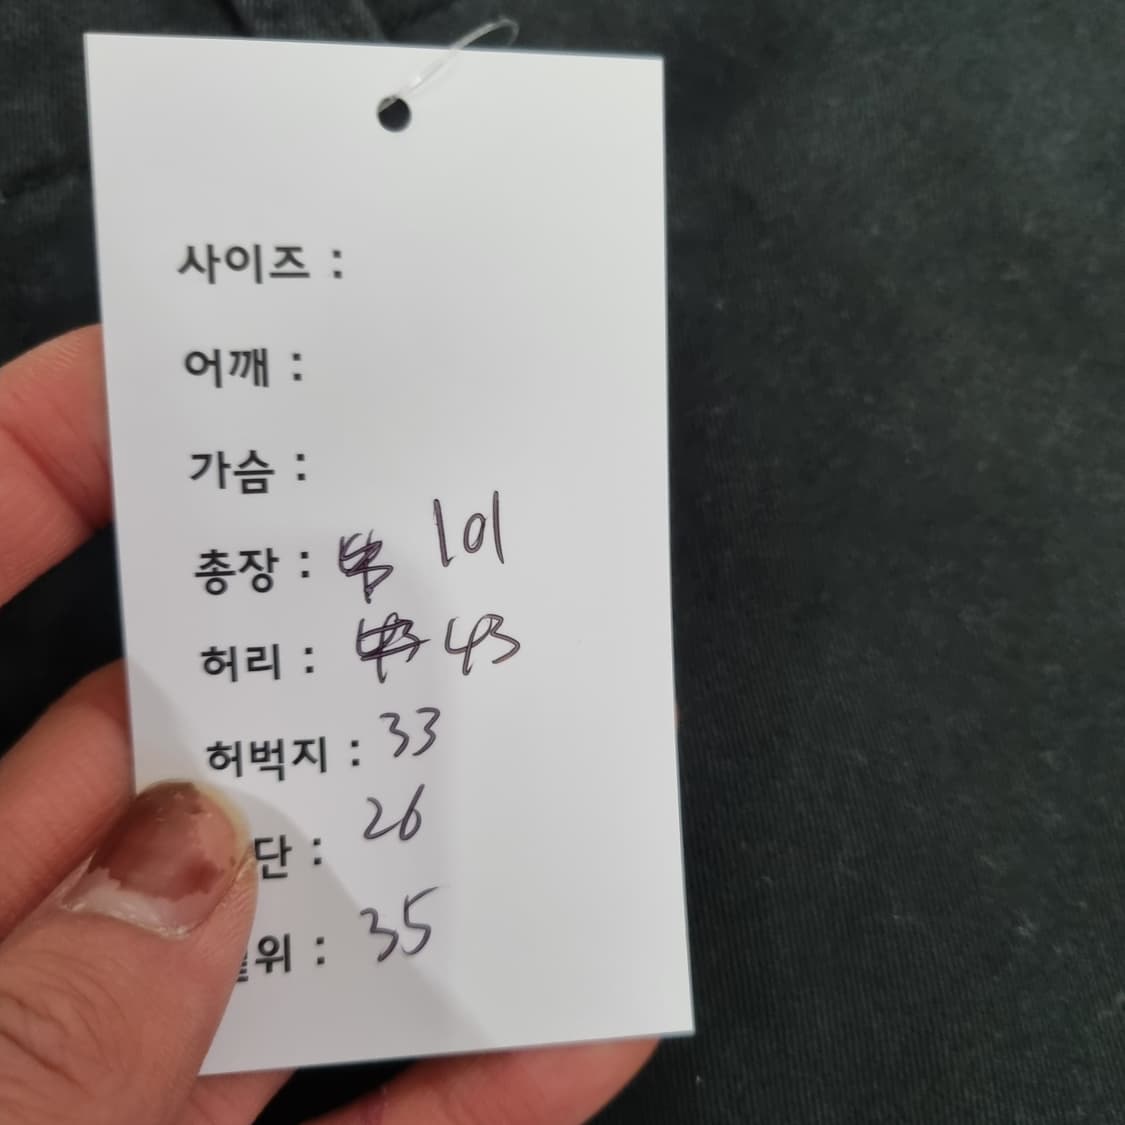 사이즈 :
어깨 :
가슴 :
총장 : 101
허리 : 43 43
허벅지 : 33
단 : 26
위 : 35